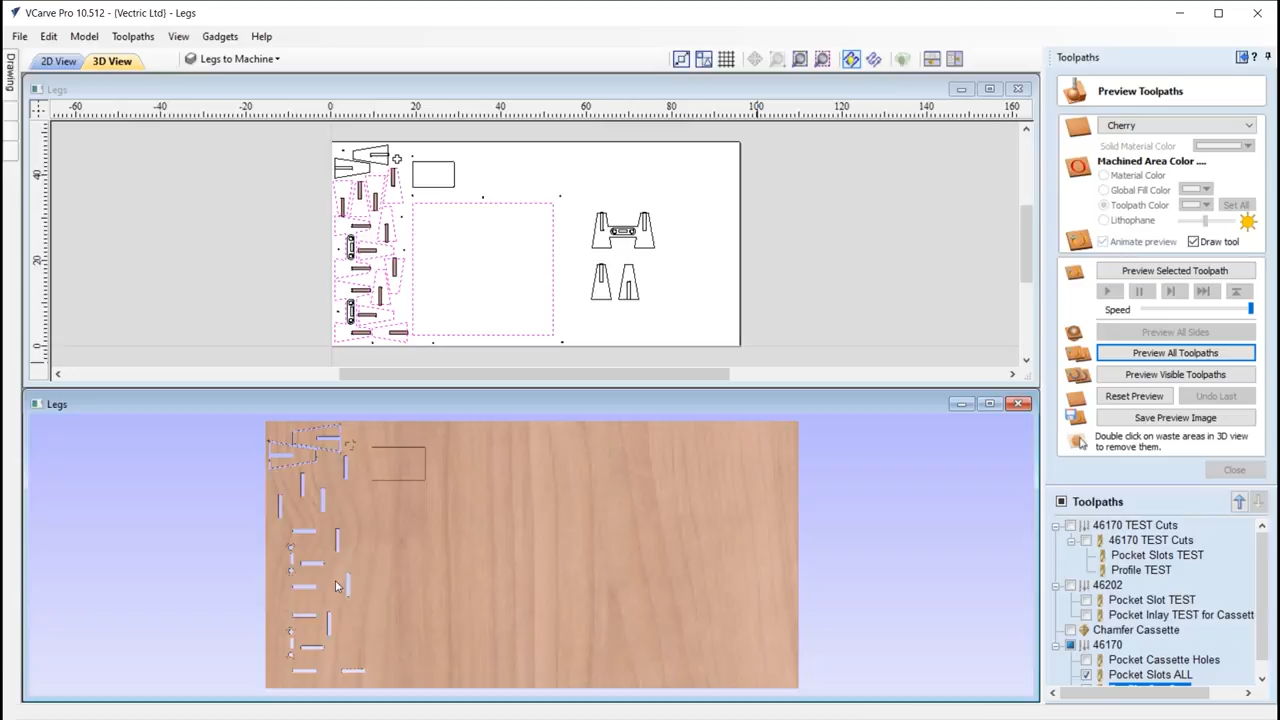 VCarve Pro 10.512 - {Vectric Ltd} - Legs
File Edit Model Toolpaths View Gadgets Help
Drawing
2D View 3D View Legs to Machine
Legs
-60 -40 -20 0 20 40 60 80 100 120 140 160
40
20
0
Legs
Toolpaths
Preview Toolpaths
Cherry
Solid Material Color
Machined Area Color ....
Material Color
Global Fill Color
Toolpath Color Set All
Lithophane
Animate preview Draw tool
Preview Selected Toolpath
Speed
Preview All Sides
Preview All Toolpaths
Preview Visible Toolpaths
Reset Preview Undo Last
Save Preview Image
Double click on waste areas in 3D view
to remove them.
Close
Toolpaths
46170 TEST Cuts
46170 TEST Cuts
Pocket Slots TEST
Profile TEST
46202
Pocket Slot TEST
Pocket Inlay TEST for Cassett
Chamfer Cassette
46170
Pocket Cassette Holes
Pocket Slots ALL